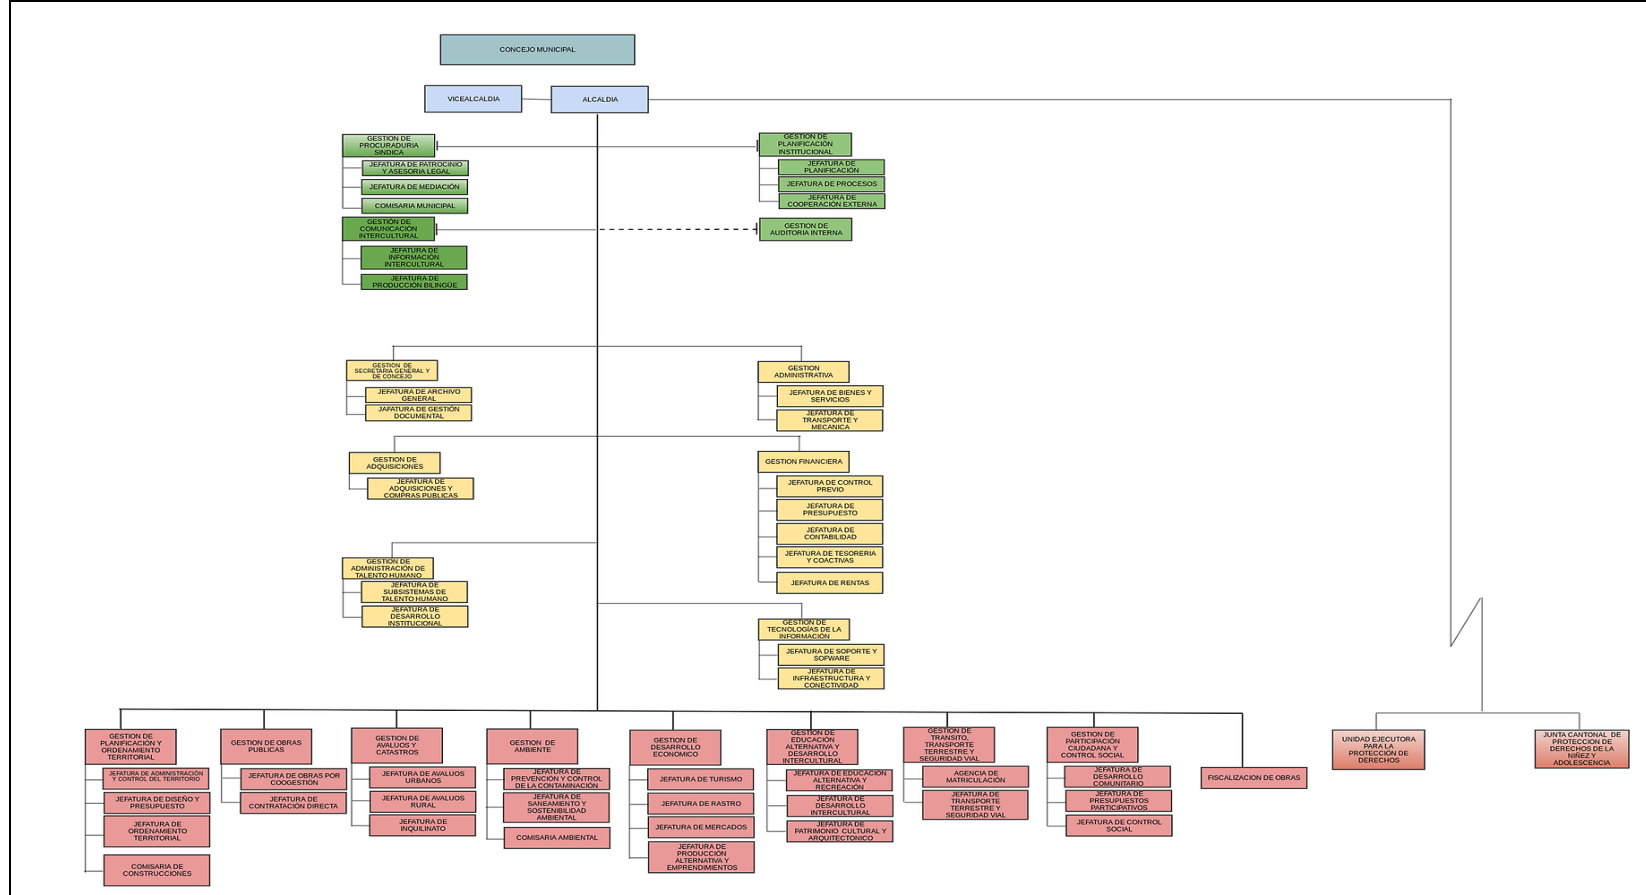 CONCEJO MUNICIPAL
VICEALCALDIA
ALCALDIA
GESTION DE
PROCURADURIA
SINDICA
JEFATURA DE PATROCINIO
Y ASESORIA LEGAL
JEFATURA DE MEDIACIÓN
COMISARIA MUNICIPAL
GESTIÓN DE
COMUNICACIÓN
INTERCULTURAL
JEFATURA DE
INFORMACIÓN
INTERCULTURAL
JEFATURA DE
PRODUCCIÓN BILINGÜE
GESTION DE
PLANIFICACIÓN
INSTITUCIONAL
JEFATURA DE
PLANIFICACIÓN
JEFATURA DE PROCESOS
JEFATURA DE
COOPERACIÓN EXTERNA
GESTION DE
AUDITORIA INTERNA
GESTION DE
SECRETARIA GENERAL Y
DE CONCEJO
JEFATURA DE ARCHIVO
GENERAL
JAFATURA DE GESTIÓN
DOCUMENTAL
GESTION
ADMINISTRATIVA
JEFATURA DE BIENES Y
SERVICIOS
JEFATURA DE
TRANSPORTE Y
MECANICA
GESTION DE
ADQUISICIONES
JEFATURA DE
ADQUISICIONES Y
COMPRAS PUBLICAS
GESTION FINANCIERA
JEFATURA DE CONTROL
PREVIO
JEFATURA DE
PRESUPUESTO
JEFATURA DE
CONTABILIDAD
JEFATURA DE TESORERIA
Y COACTIVAS
JEFATURA DE RENTAS
GESTION DE
ADMINISTRACIÓN DE
TALENTO HUMANO
JEFATURA DE
SUBSISTEMAS DE
TALENTO HUMANO
JEFATURA DE
DESARROLLO
INSTITUCIONAL
GESTION DE
TECNOLOGÍAS DE LA
INFORMACIÓN
JEFATURA DE SOPORTE Y
SOFWARE
JEFATURA DE
INFRAESTRUCTURA Y
CONECTIVIDAD
GESTION DE
PLANIFICACIÓN Y
ORDENAMIENTO
TERRITORIAL
JEFATURA DE ADMINISTRACIÓN
Y CONTROL DEL TERRITORIO
JEFATURA DE DISEÑO Y
PRESUPUESTO
JEFATURA DE
ORDENAMIENTO
TERRITORIAL
COMISARIA DE
CONSTRUCCIONES
GESTION DE OBRAS
PUBLICAS
JEFATURA DE OBRAS POR
COOGESTIÓN
JEFATURA DE
CONTRATACIÓN DIRECTA
GESTION DE
AVALUOS Y
CATASTROS
JEFATURA DE AVALUOS
URBANOS
JEFATURA DE AVALUOS
RURAL
JEFATURA DE
INQUILINATO
GESTION DE
AMBIENTE
JEFATURA DE
PREVENCIÓN Y CONTROL
DE LA CONTAMINACIÓN
JEFATURA DE
SANEAMIENTO Y
SOSTENIBILIDAD
AMBIENTAL
COMISARIA AMBIENTAL
GESTION DE
DESARROLLO
ECONOMICO
JEFATURA DE TURISMO
JEFATURA DE RASTRO
JEFATURA DE MERCADOS
JEFATURA DE
PRODUCCIÓN
ALTERNATIVA Y
EMPRENDIMIENTOS
GESTION DE
EDUCACIÓN
ALTERNATIVA Y
DESARROLLO
INTERCULTURAL
JEFATURA DE EDUCACIÓN
ALTERNATIVA Y
RECREACIÓN
JEFATURA DE
DESARROLLO
INTERCULTURAL
JEFATURA DE
PATRIMONIO CULTURAL Y
ARQUITECTONICO
GESTION DE
TRANSITO,
TRANSPORTE
TERRESTRE Y
SEGURIDAD VIAL
AGENCIA DE
MATRICULACIÓN
JEFATURA DE
TRANSPORTE
TERRESTRE Y
SEGURIDAD VIAL
GESTION DE
PARTICIPACIÓN
CIUDADANA Y
CONTROL SOCIAL
JEFATURA DE
DESARROLLO
COMUNITARIO
JEFATURA DE
PRESUPUESTOS
PARTICIPATIVOS
JEFATURA DE CONTROL
SOCIAL
FISCALIZACION DE OBRAS
UNIDAD EJECUTORA
PARA LA
PROTECCIÓN DE
DERECHOS
JUNTA CANTONAL DE
PROTECCION DE
DERECHOS DE LA
NIÑEZ Y
ADOLESCENCIA